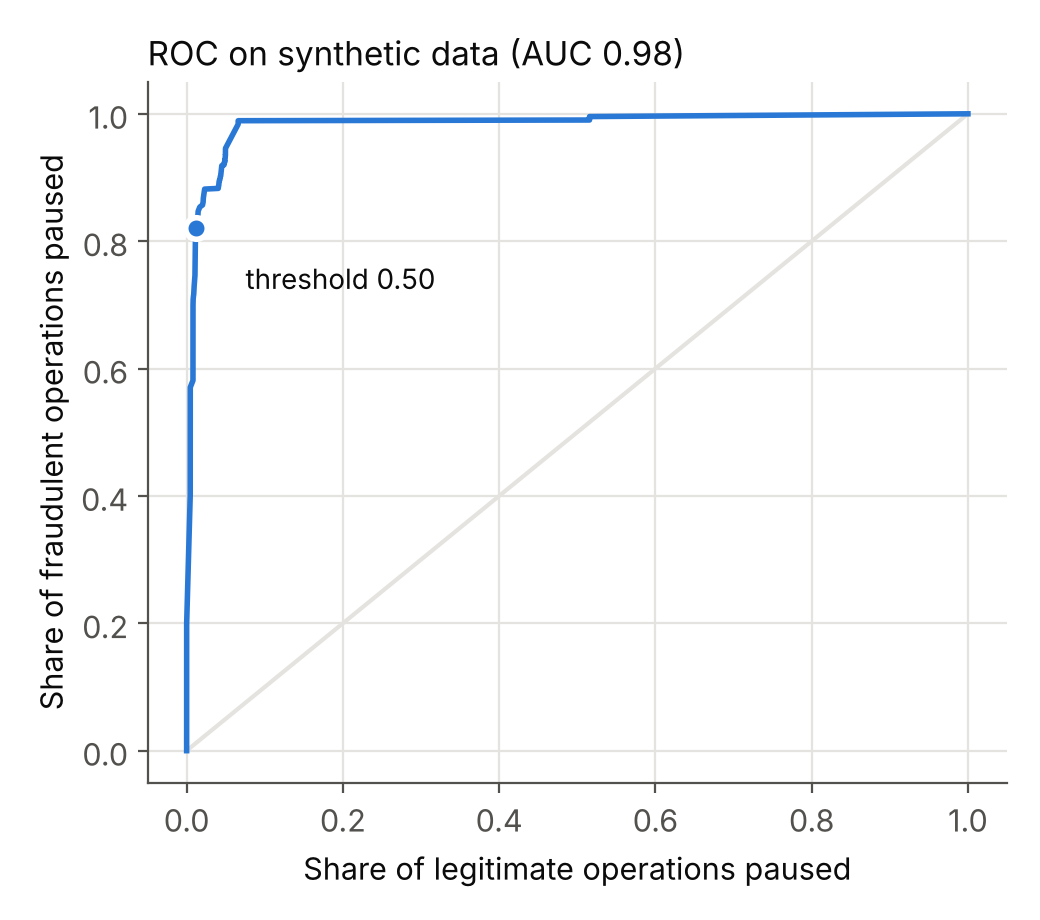 ROC on synthetic data (AUC 0.98)
Share of fraudulent operations paused
1.0
0.8
0.6
0.4
0.2
0.0
threshold 0.50
0.0 0.2 0.4 0.6 0.8 1.0
Share of legitimate operations paused